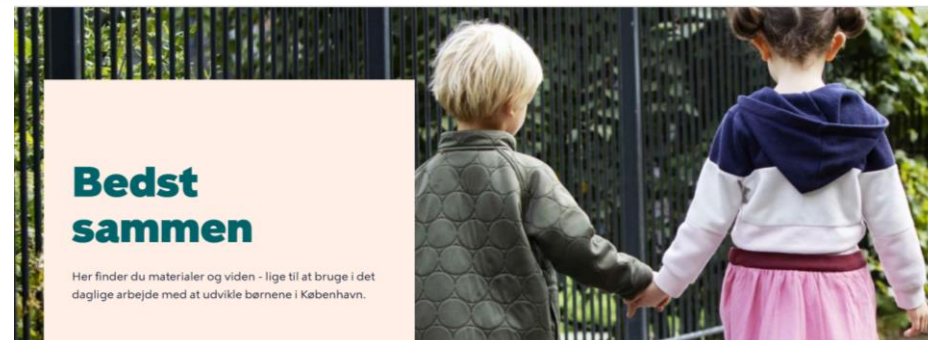 Bedst
sammen
Her finder du materialer og viden - lige til at bruge i det
daglige arbejde med at udvikle børnene i København.